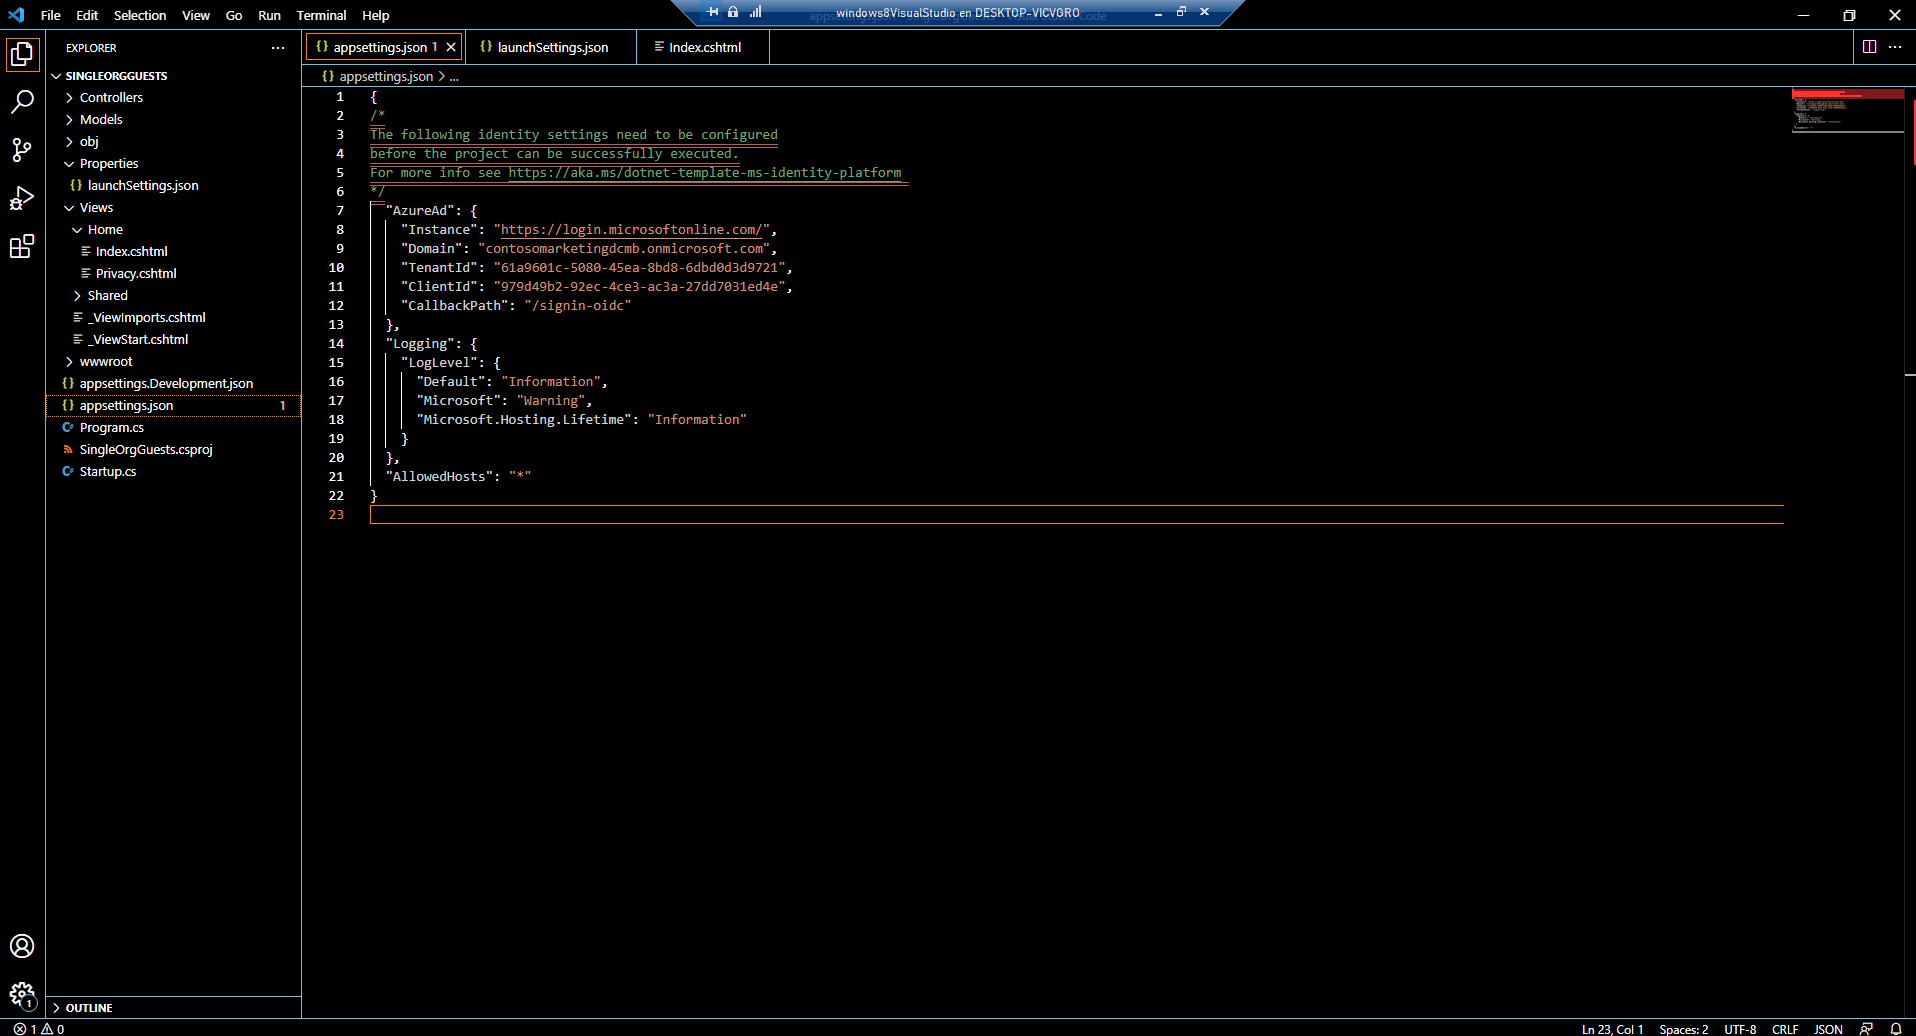 File Edit Selection View Go Run Terminal Help
windows8VisualStudio en DESKTOP-VICVGRO
EXPLORER
SINGLEORGGUESTS
Controllers
Models
obj
Properties
{} launchSettings.json
Views
Home
Index.cshtml
Privacy.cshtml
Shared
_ViewImports.cshtml
_ViewStart.cshtml
wwwroot
{} appsettings.Development.json
{} appsettings.json 1
C# Program.cs
SingleOrgGuests.csproj
C# Startup.cs
OUTLINE
{} appsettings.json 1 {} launchSettings.json Index.cshtml
{} appsettings.json > ...
1 {
2 /*
3 The following identity settings need to be configured
4 before the project can be successfully executed.
5 For more info see https://aka.ms/dotnet-template-ms-identity-platform
6 */
7 "AzureAd": {
8 "Instance": "https://login.microsoftonline.com/",
9 "Domain": "contosomarketingdcmb.onmicrosoft.com",
10 "TenantId": "61a9601c-5080-45ea-8bd8-6dbd0d3d9721",
11 "ClientId": "979d49b2-92ec-4ce3-ac3a-27dd7031ed4e",
12 "CallbackPath": "/signin-oidc"
13 },
14 "Logging": {
15 "LogLevel": {
16 "Default": "Information",
17 "Microsoft": "Warning",
18 "Microsoft.Hosting.Lifetime": "Information"
19 }
20 },
21 "AllowedHosts": "*"
22 }
23
1
1 0
Ln 23, Col 1 Spaces: 2 UTF-8 CRLF JSON